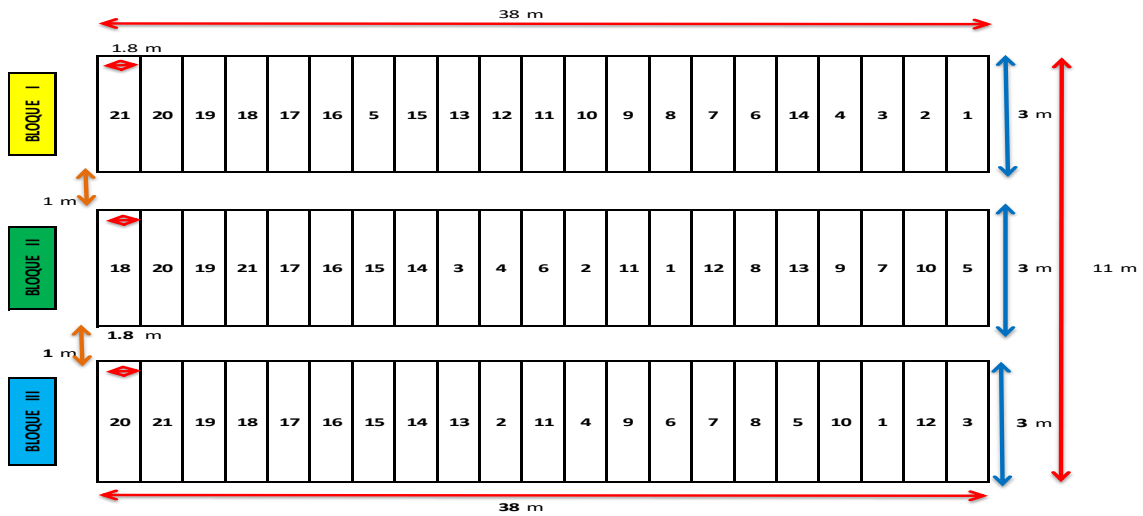 38 m
1.8 m
BLOQUE I
21 20 19 18 17 16 5 15 13 12 11 10 9 8 7 6 14 4 3 2 1
3 m
1 m
BLOQUE II
18 20 19 21 17 16 15 14 3 4 6 2 11 1 12 8 13 9 7 10 5
3 m
11 m
1.8 m
1 m
BLOQUE III
20 21 19 18 17 16 15 14 13 2 11 4 9 6 7 8 5 10 1 12 3
3 m
38 m